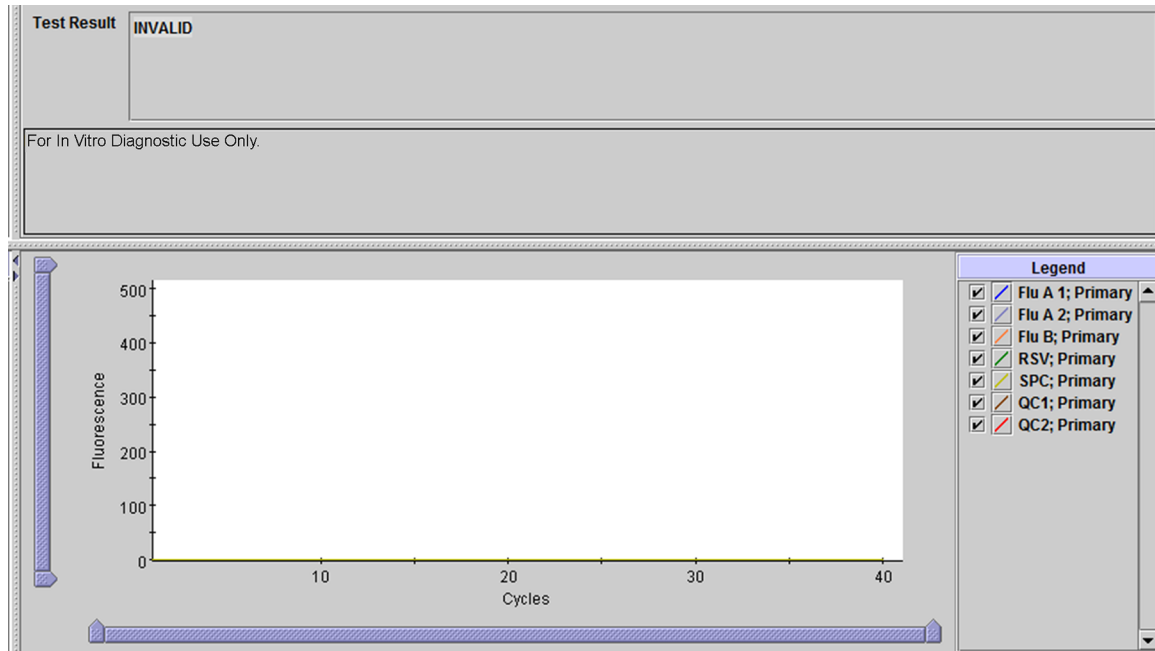 Test Result
INVALID
For In Vitro Diagnostic Use Only.
500
400
300
200
100
0
Fluorescence
10
20
30
40
Cycles
Legend
Flu A 1; Primary
Flu A 2; Primary
Flu B; Primary
RSV; Primary
SPC; Primary
QC1; Primary
QC2; Primary